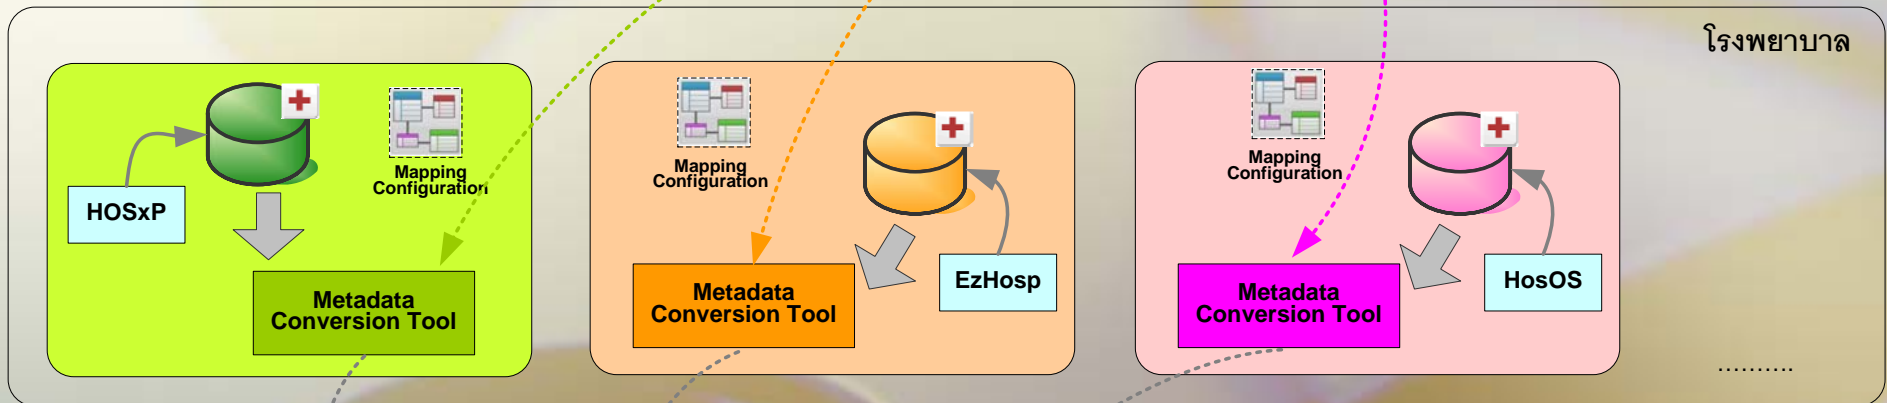 โรงพยาบาล
Mapping
Configuration
HOSxP
Metadata
Conversion Tool
Mapping
Configuration
EzHosp
Metadata
Conversion Tool
Mapping
Configuration
HosOS
Metadata
Conversion Tool
..........